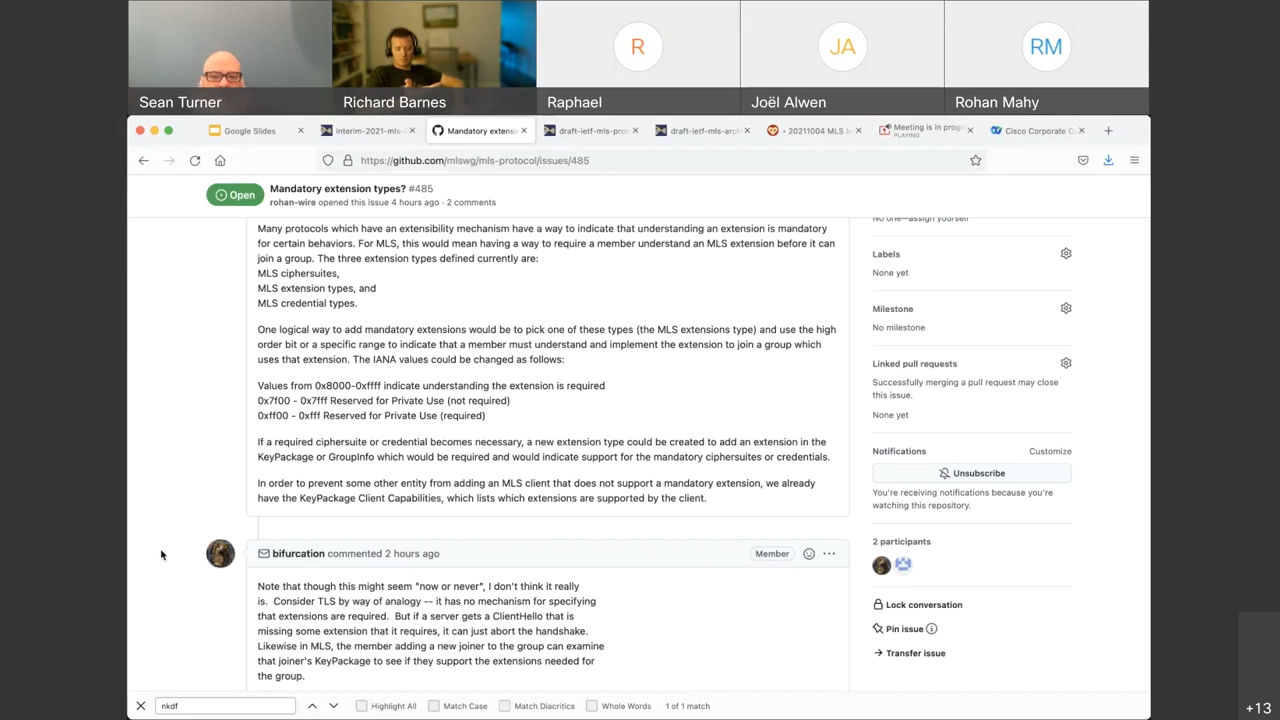 R
JA
RM
Sean Turner
Richard Barnes
Raphael
Joël Alwen
Rohan Mahy
Google Slides
interim-2021-mls-
Mandatory extensi
draft-ietf-mls-prot
draft-ietf-mls-arch
20211004 MLS I
Meeting is in prog
PLAYING
Cisco Corporate C
https://github.com/mlswg/mls-protocol/issues/485
Open
Mandatory extension types? #485
rohan-wire opened this issue 4 hours ago · 2 comments
Many protocols which have an extensibility mechanism have a way to indicate that understanding an extension is mandatory
for certain behaviors. For MLS, this would mean having a way to require a member understand an MLS extension before it can
join a group. The three extension types defined currently are:
MLS ciphersuites,
MLS extension types, and
MLS credential types.
One logical way to add mandatory extensions would be to pick one of these types (the MLS extensions type) and use the high
order bit or a specific range to indicate that a member must understand and implement the extension to join a group which
uses that extension. The IANA values could be changed as follows:
Values from 0x8000-0xffff indicate understanding the extension is required
0x7f00 - 0x7fff Reserved for Private Use (not required)
0xff00 - 0xfff Reserved for Private Use (required)
If a required ciphersuite or credential becomes necessary, a new extension type could be created to add an extension in the
KeyPackage or GroupInfo which would be required and would indicate support for the mandatory ciphersuites or credentials.
In order to prevent some other entity from adding an MLS client that does not support a mandatory extension, we already
have the KeyPackage Client Capabilities, which lists which extensions are supported by the client.
bifurcation commented 2 hours ago
Member
Note that though this might seem "now or never", I don't think it really
is. Consider TLS by way of analogy -- it has no mechanism for specifying
that extensions are required. But if a server gets a ClientHello that is
missing some extension that it requires, it can just abort the handshake.
Likewise in MLS, the member adding a new joiner to the group can examine
that joiner's KeyPackage to see if they support the extensions needed for
the group.
No one—assign yourself
Labels
None yet
Milestone
No milestone
Linked pull requests
Successfully merging a pull request may close
this issue.
None yet
Notifications
Customize
Unsubscribe
You're receiving notifications because you're
watching this repository.
2 participants
Lock conversation
Pin issue
Transfer issue
nkdf
Highlight All
Match Case
Match Diacritics
Whole Words
1 of 1 match
+13